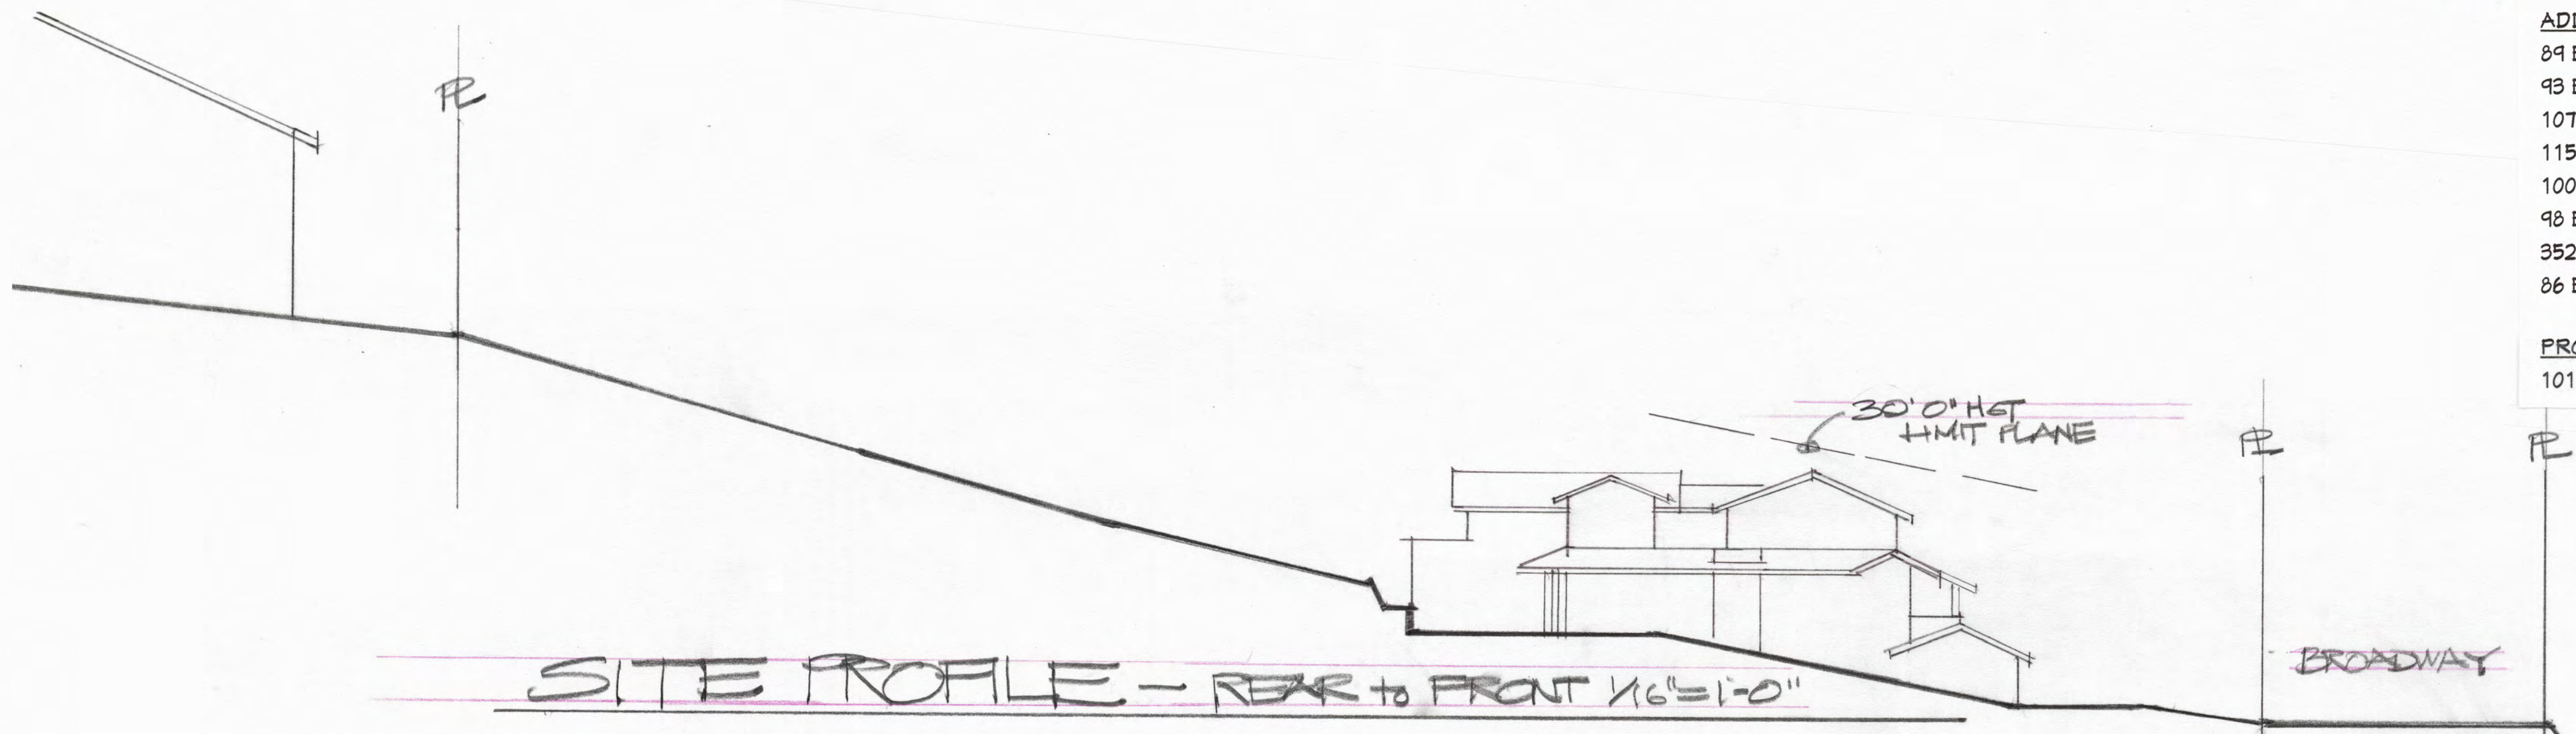 PL
30'0" HGT
LIMIT PLANE
PL
PL
BROADWAY
SITE PROFILE - REAR to FRONT 1/16"=1'-0"
89
93
107
115
100
98
352
86
101